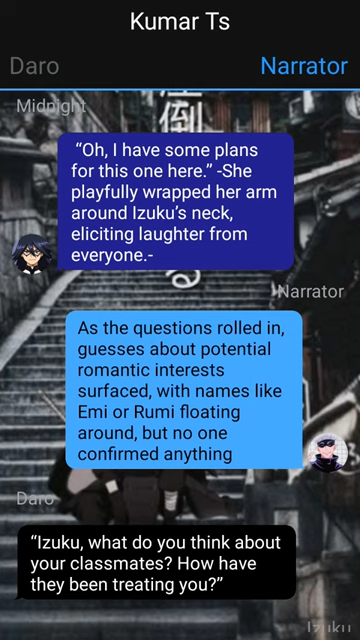 Kumar Ts
Daro
Narrator
Midnight
“Oh, I have some plans
for this one here.” -She
playfully wrapped her arm
around Izuku’s neck,
eliciting laughter from
everyone.-
Narrator
As the questions rolled in,
guesses about potential
romantic interests
surfaced, with names like
Emi or Rumi floating
around, but no one
confirmed anything
Daro
“Izuku, what do you think about
your classmates? How have
they been treating you?”
Izuku